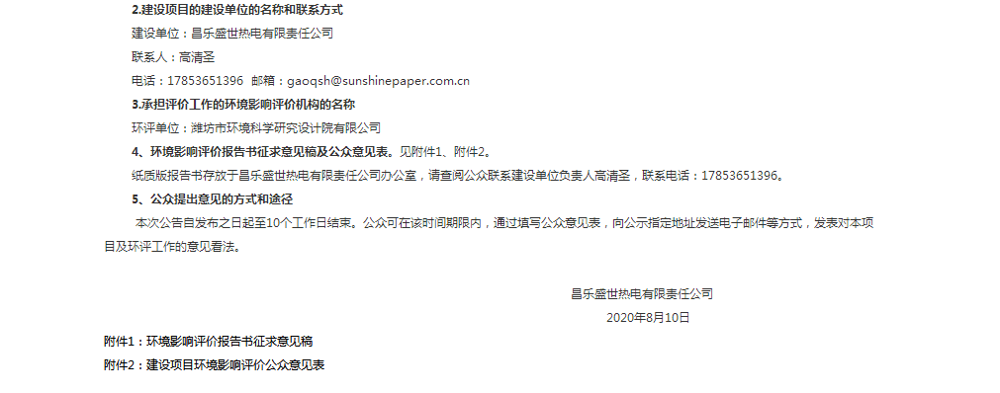 2.建设项目的建设单位的名称和联系方式
建设单位：昌乐盛世热电有限责任公司
联系人：高清圣
电话：17853651396 邮箱：gaoqsh@sunshinepaper.com.cn
3.承担评价工作的环境影响评价机构的名称
环评单位：潍坊市环境科学研究设计院有限公司
4、环境影响评价报告书征求意见稿及公众意见表。见附件1、附件2。
纸质版报告书存放于昌乐盛世热电有限责任公司办公室，请查阅公众联系建设单位负责人高清圣，联系电话：17853651396。
5、公众提出意见的方式和途径
本次公告自发布之日起至10个工作日结束。公众可在该时间期限内，通过填写公众意见表，向公示指定地址发送电子邮件等方式，发表对本项
目及环评工作的意见看法。
昌乐盛世热电有限责任公司
2020年8月10日
附件1：环境影响评价报告书征求意见稿
附件2：建设项目环境影响评价公众意见表